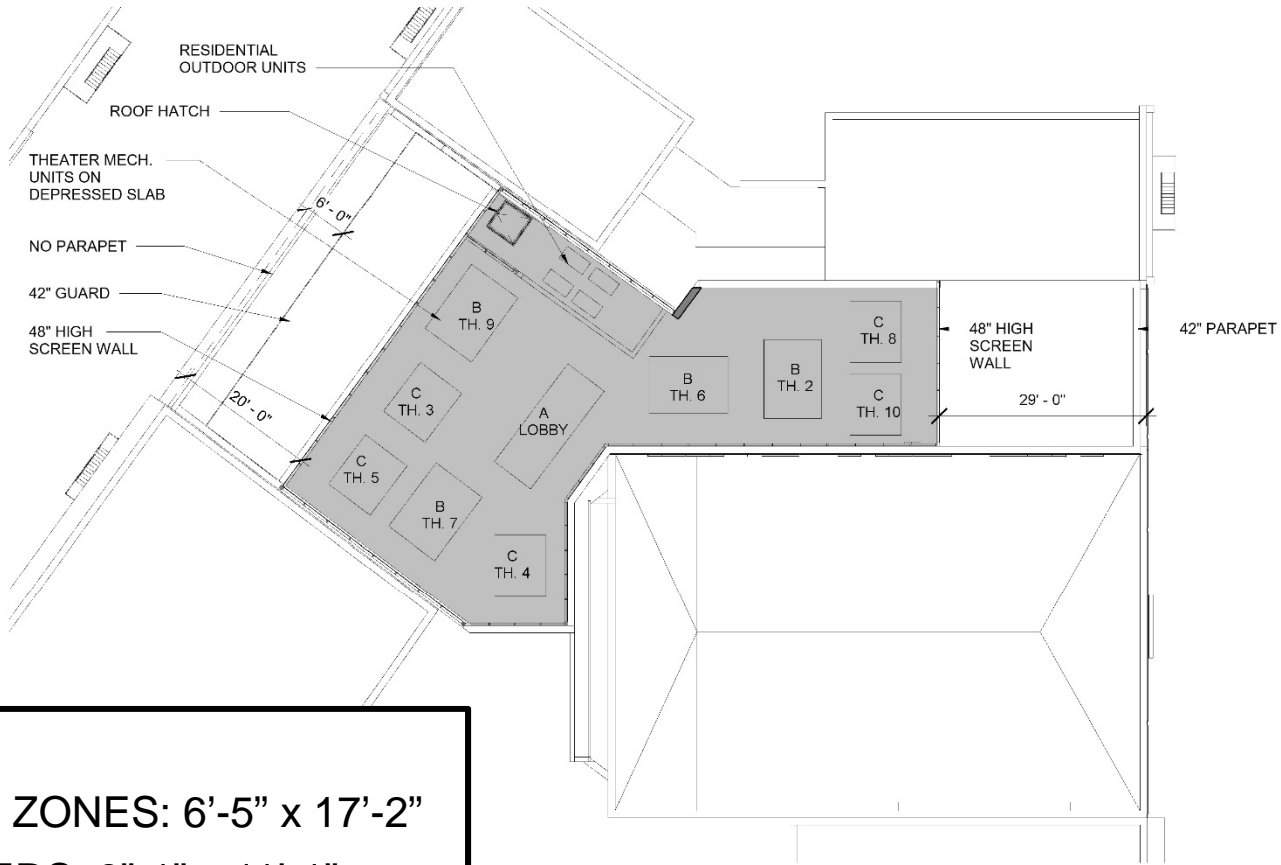 RESIDENTIAL
OUTDOOR UNITS
ROOF HATCH
THEATER MECH.
UNITS ON
DEPRESSED SLAB
6' - 0"
NO PARAPET
42" GUARD
48" HIGH
SCREEN WALL
20' - 0"
B
TH. 9
C
TH. 3
C
TH. 5
B
TH. 7
A
LOBBY
C
TH. 4
B
TH. 6
B
TH. 2
C
TH. 8
C
TH. 10
48" HIGH
SCREEN
WALL
29' - 0"
42" PARAPET
ZONES: 6’-5” x 17’-2”